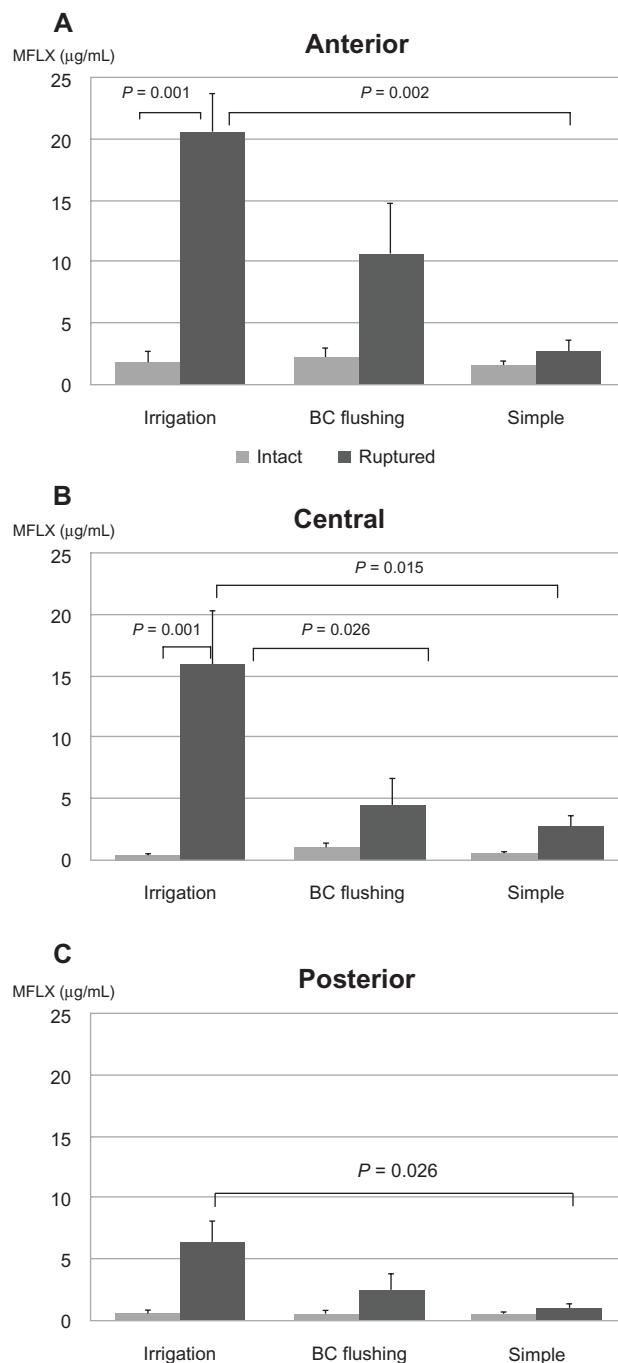 A
Anterior
MFLX (μg/mL)
25
20
15
10
5
0
P = 0.001
P = 0.002
Irrigation
BC flushing
Simple
Intact
Ruptured
B
Central
MFLX (μg/mL)
25
20
15
10
5
0
P = 0.015
P = 0.001
P = 0.026
Irrigation
BC flushing
Simple
C
Posterior
MFLX (μg/mL)
25
20
15
10
5
0
P = 0.026
Irrigation
BC flushing
Simple